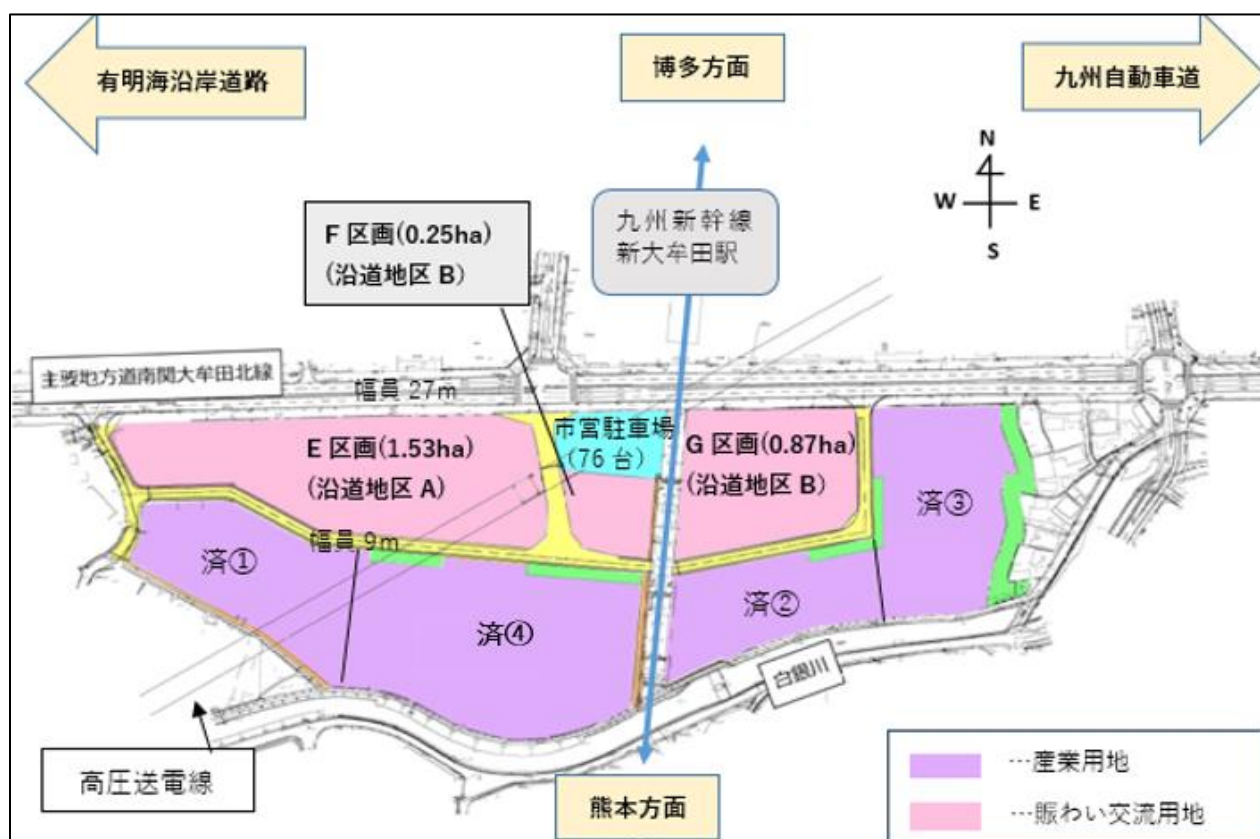 有明海沿岸道路
博多方面
九州自動車道
N
W
E
S
F 区画(0.25ha)
(沿道地区 B)
九州新幹線
新大牟田駅
主要地方道南関大牟田北線
幅員 27m
市営駐車場
(76 台)
E 区画(1.53ha)
(沿道地区 A)
G 区画(0.87ha)
(沿道地区 B)
済③
幅員 9m
済①
済②
済④
白銀川
高圧送電線
熊本方面
…産業用地
…賑わい交流用地